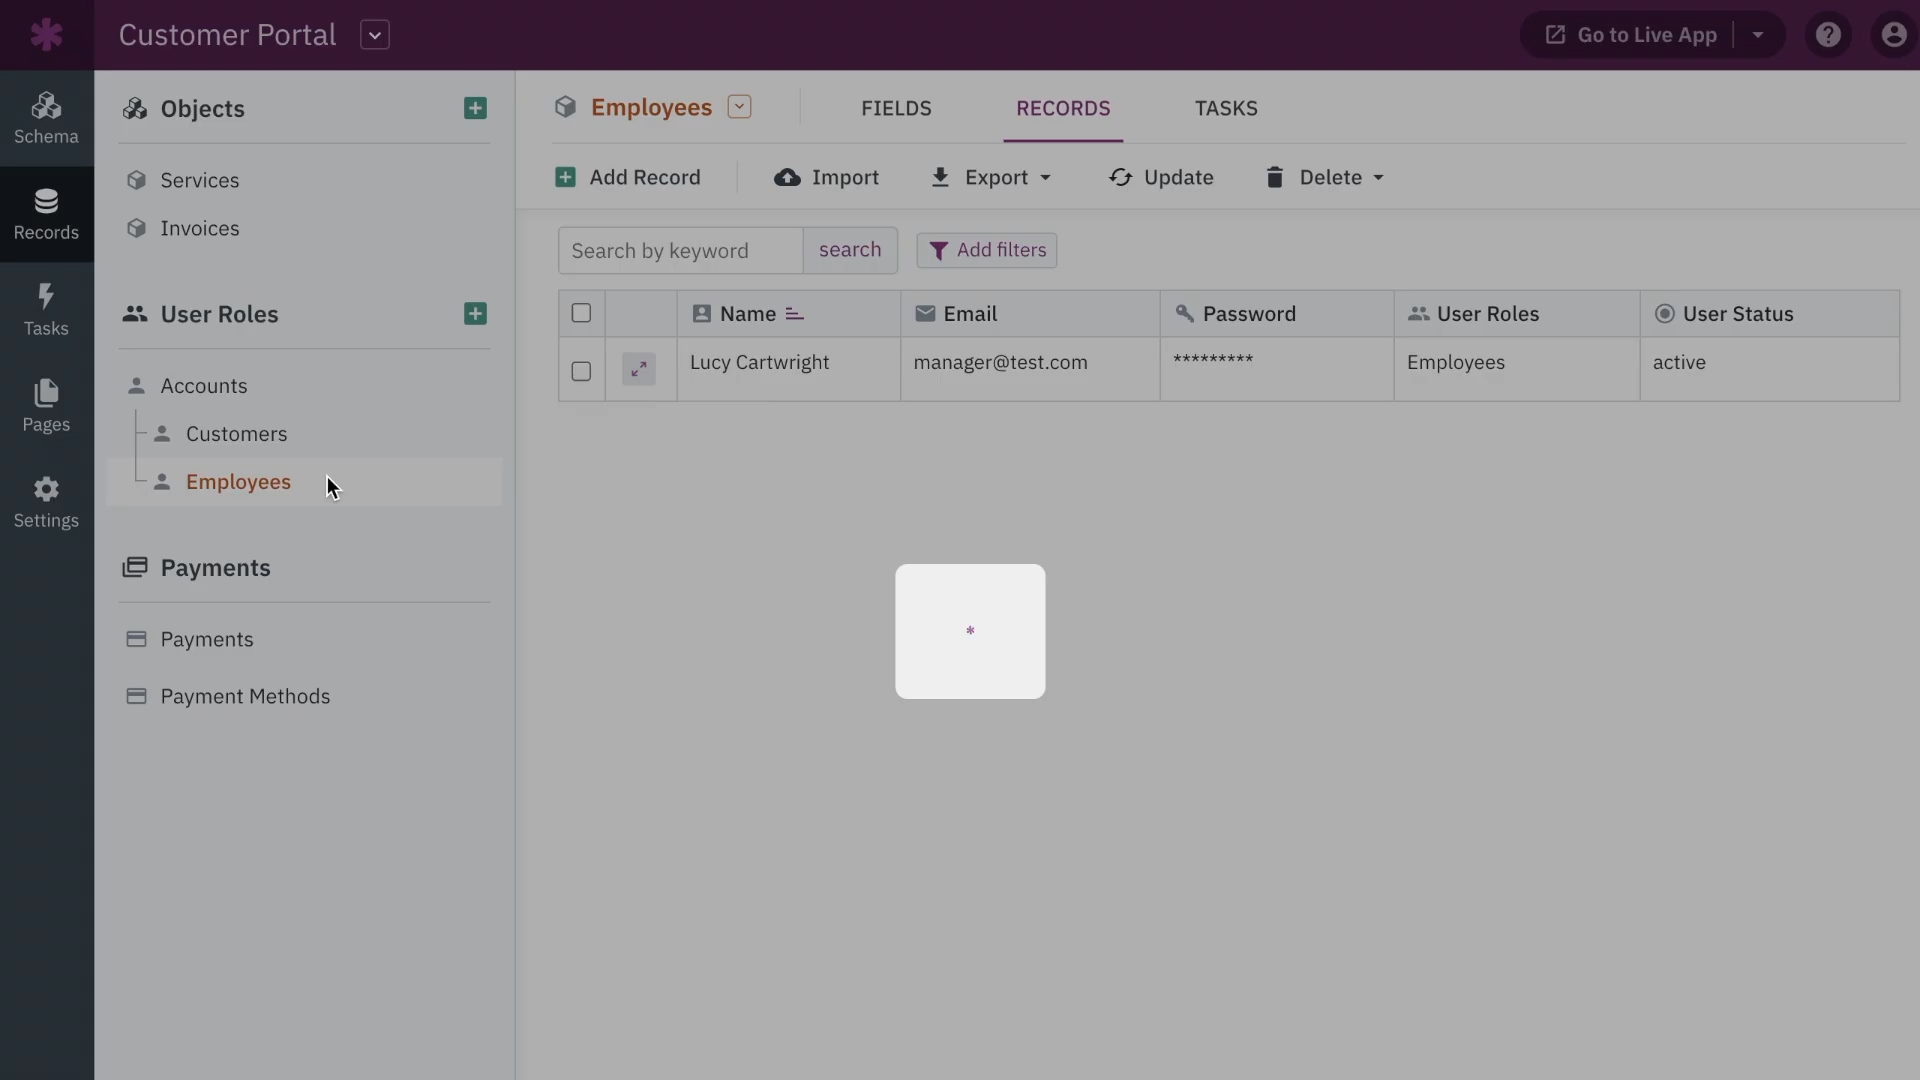 Customer Portal
Go to Live App
Schema
Records
Tasks
Pages
Settings
Objects
Services
Invoices
User Roles
Accounts
Customers
Employees
Payments
Payments
Payment Methods
Employees
FIELDS
RECORDS
TASKS
Add Record
Import
Export
Update
Delete
Search by keyword
search
Add filters
Name
Email
Password
User Roles
User Status
Lucy Cartwright
manager@test.com
*********
Employees
active